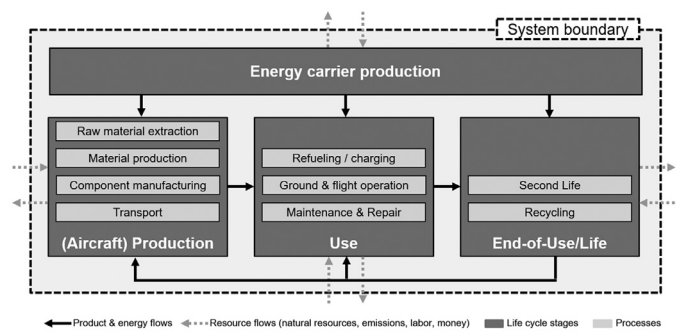 System boundary
Energy carrier production
Raw material extraction
Material production
Component manufacturing
Transport
(Aircraft) Production
Refueling / charging
Ground & flight operation
Maintenance & Repair
Use
Second Life
Recycling
End-of-Use/Life
Product & energy flows
Resource flows (natural resources, emissions, labor, money)
Life cycle stages
Processes